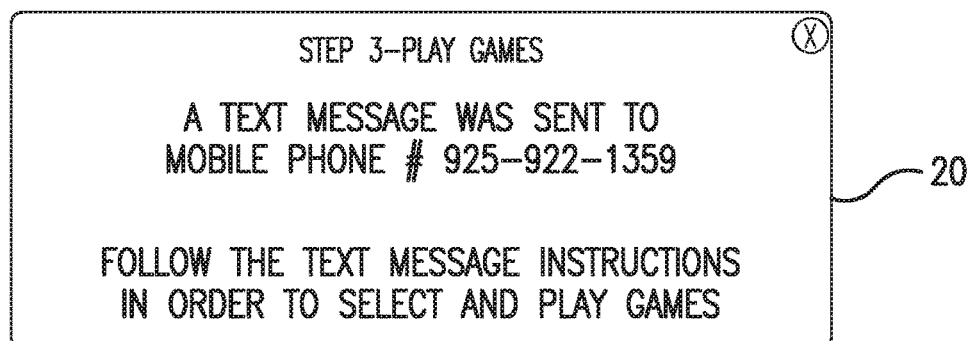 STEP 3-PLAY GAMES
X
A TEXT MESSAGE WAS SENT TO
MOBILE PHONE # 925-922-1359
20
FOLLOW THE TEXT MESSAGE INSTRUCTIONS
IN ORDER TO SELECT AND PLAY GAMES